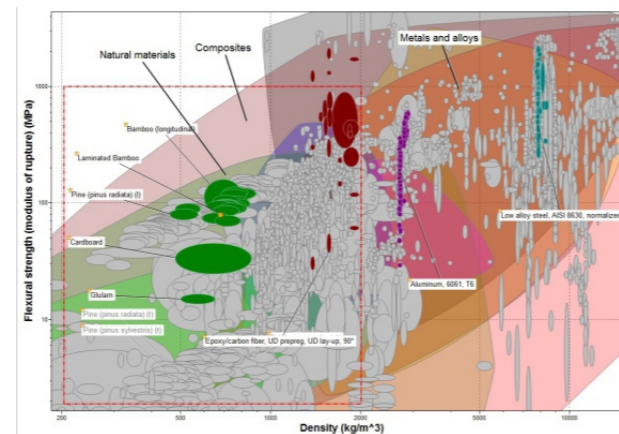 Metals and alloys
Composites
Natural materials
Bamboo (longitudinal)
Laminated Bamboo
Pine (pinus radiata) (l)
Cardboard
Glulam
Pine (pinus radiata) (t)
Pine (pinus sylvestris) (t)
Epoxy/carbon fiber, UD prepreg, UD lay-up, 90°
Aluminum, 6061, T6
Low alloy steel, AISI 8630, normalized
Flexural strength (modulus of rupture) (MPa)
1000
100
10
200
500
1000
2000
5000
10000
Density (kg/m^3)